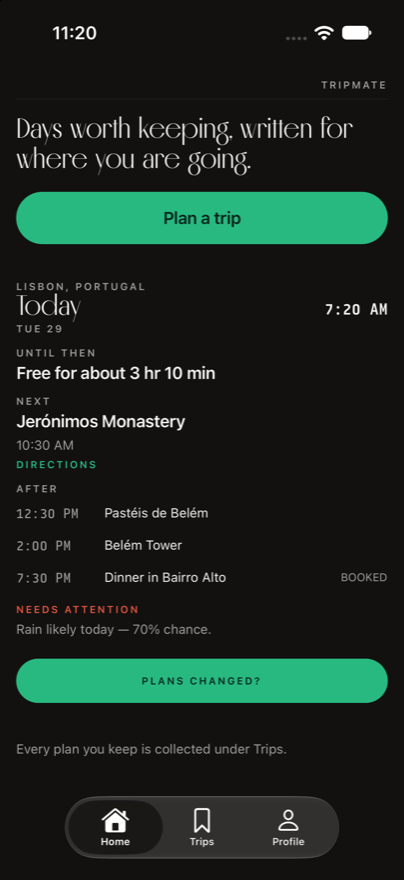 11:20
TRIPMATE
Days worth keeping, written for
where you are going.
Plan a trip
LISBON, PORTUGAL
Today
7:20 AM
TUE 29
UNTIL THEN
Free for about 3 hr 10 min
NEXT
Jerónimos Monastery
10:30 AM
DIRECTIONS
AFTER
12:30 PM Pastéis de Belém
2:00 PM Belém Tower
7:30 PM Dinner in Bairro Alto BOOKED
NEEDS ATTENTION
Rain likely today — 70% chance.
PLANS CHANGED?
Every plan you keep is collected under Trips.
Home Trips Profile